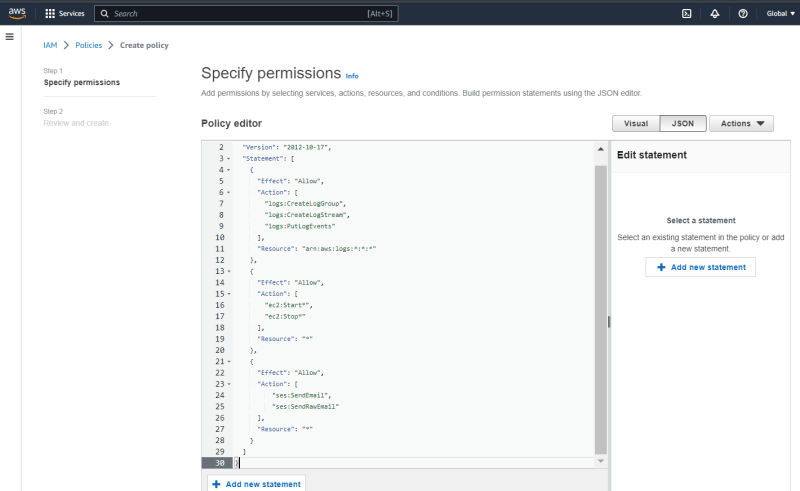 aws
Services
Search
[Alt+S]
Global
IAM
Policies
Create policy
Step 1
Specify permissions
Step 2
Review and create
Specify permissions
Info
Add permissions by selecting services, actions, resources, and conditions. Build permission statements using the JSON editor.
Policy editor
Visual
JSON
Actions
2 "Version": "2012-10-17",
3 "Statement": [
4 {
5 "Effect": "Allow",
6 "Action": [
7 "logs:CreateLogGroup",
8 "logs:CreateLogStream",
9 "logs:PutLogEvents"
10 ],
11 "Resource": "arn:aws:logs:*:*:*"
12 },
13 {
14 "Effect": "Allow",
15 "Action": [
16 "ec2:Start*",
17 "ec2:Stop*"
18 ],
19 "Resource": "*"
20 },
21 {
22 "Effect": "Allow",
23 "Action": [
24 "ses:SendEmail",
25 "ses:SendRawEmail"
26 ],
27 "Resource": "*"
28 }
29 ]
30 }
Add new statement
Edit statement
Select a statement
Select an existing statement in the policy or add
a new statement.
Add new statement